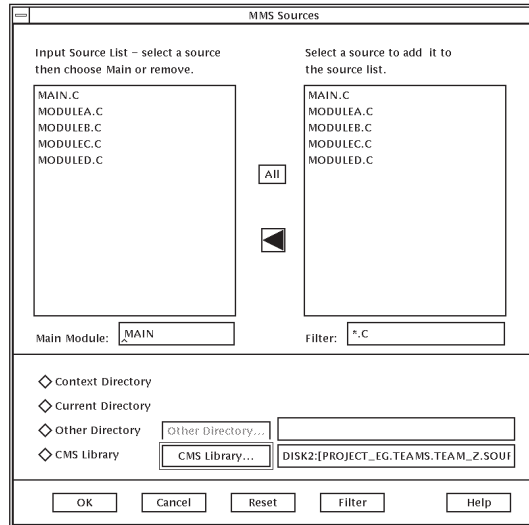 MMS Sources
Input Source List – select a source
then choose Main or remove.
Select a source to add it to
the source list.
MAIN.C
MODULEA.C
MODULEB.C
MODULEC.C
MODULED.C
All
MAIN.C
MODULEA.C
MODULEB.C
MODULEC.C
MODULED.C
Main Module: MAIN
Filter: *.C
Context Directory
Current Directory
Other Directory Other Directory...
CMS Library CMS Library... DISK2:[PROJECT_EG.TEAMS.TEAM_Z.SOUR
OK Cancel Reset Filter Help